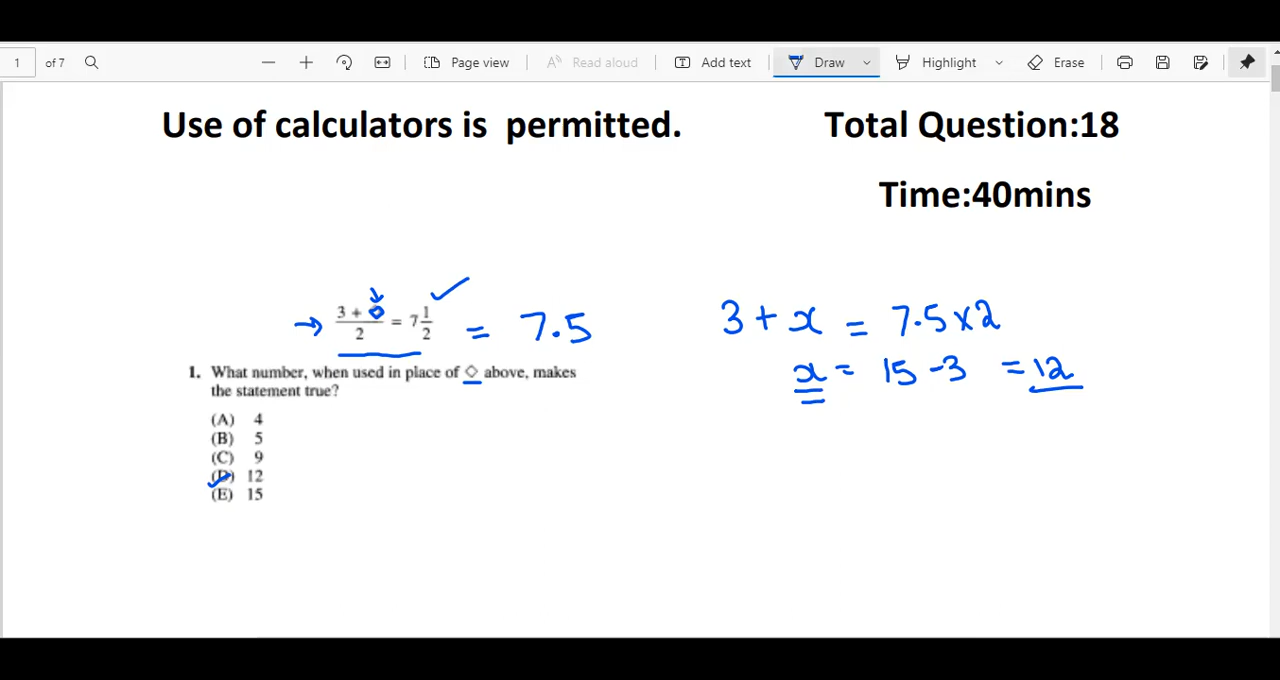 1 of 7 Page view Read aloud Add text Draw Highlight Erase
Use of calculators is permitted. Total Question:18
Time:40mins
→ (3 + ◇)/2 = 7 1/2 = 7.5
3 + x = 7.5 x 2
x = 15 - 3 = 12
1. What number, when used in place of ◇ above, makes
the statement true?
(A) 4
(B) 5
(C) 9
(D) 12
(E) 15